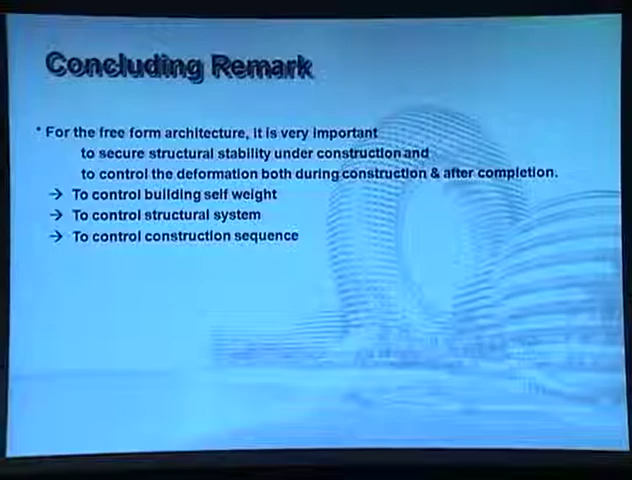 Concluding Remark
* For the free form architecture, it is very important
to secure structural stability under construction and
to control the deformation both during construction & after completion.
→ To control building self weight
→ To control structural system
→ To control construction sequence